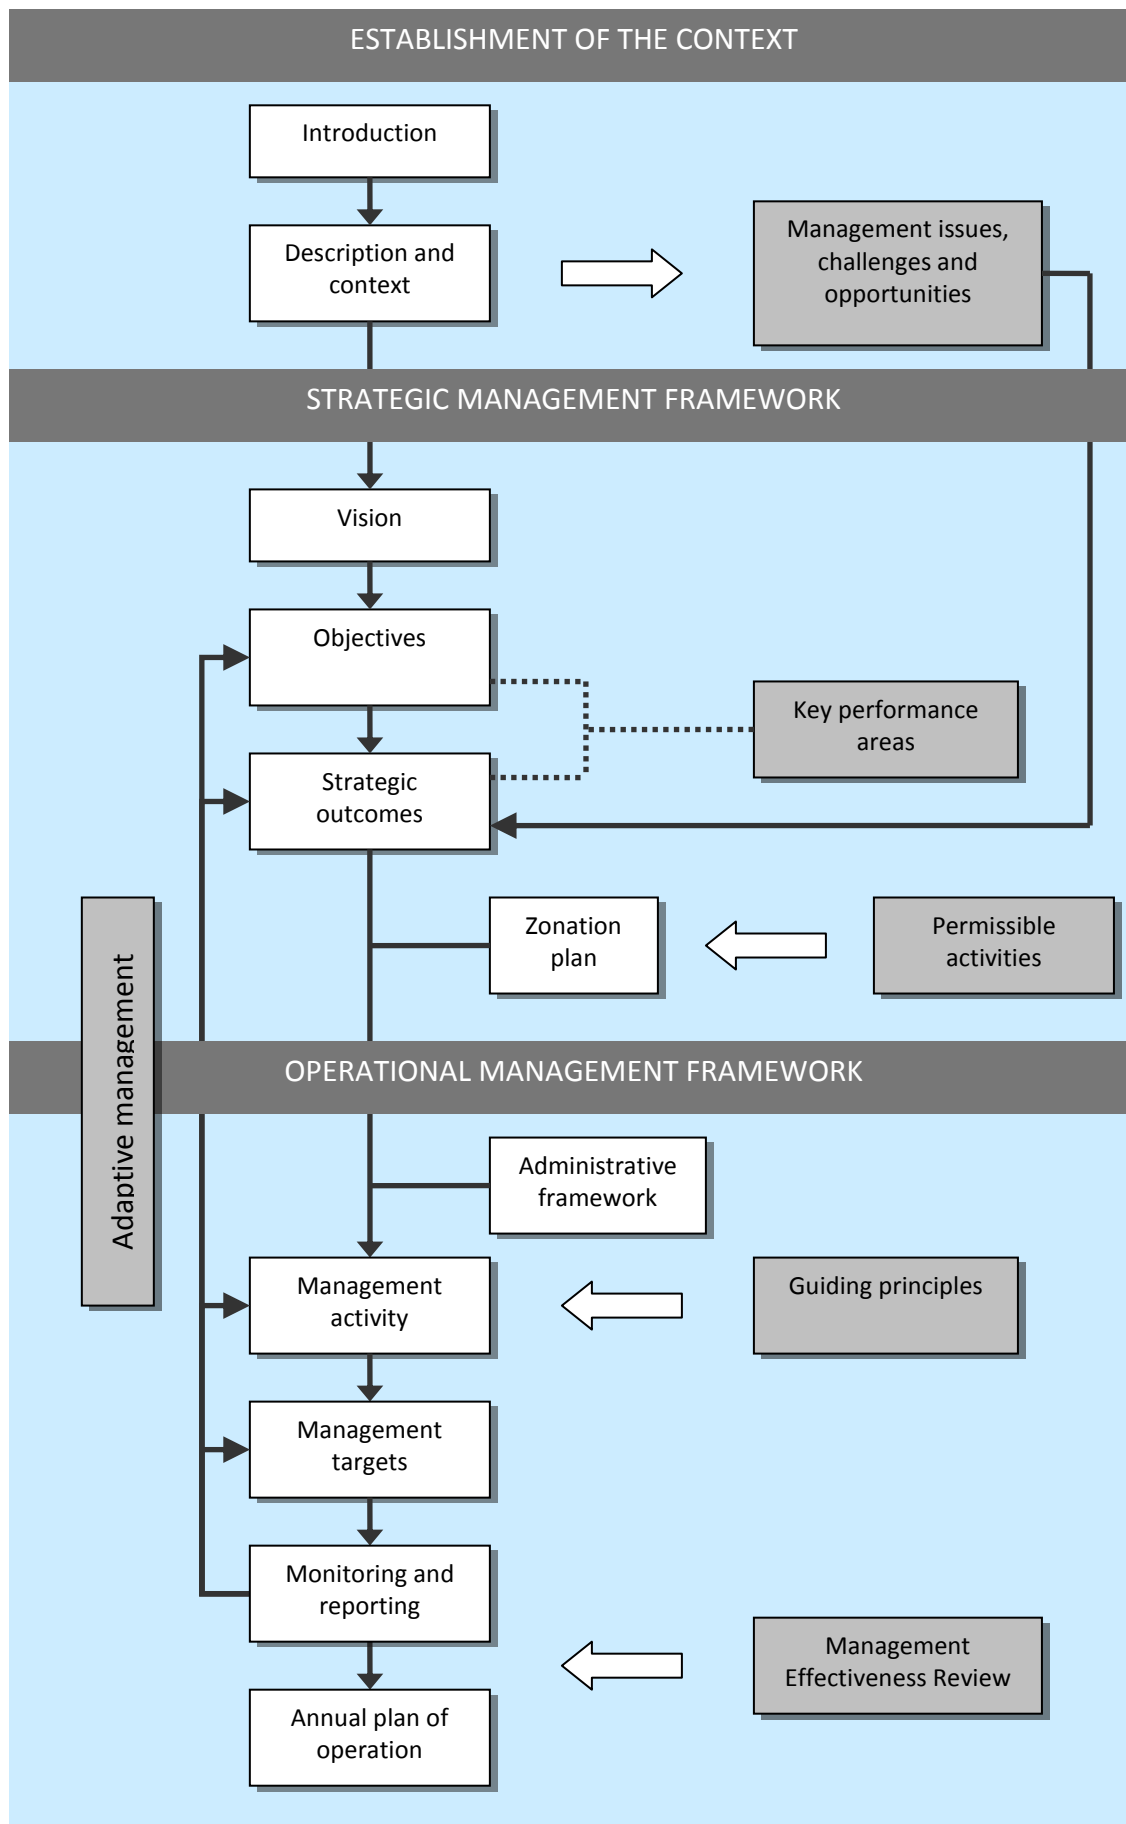 ESTABLISHMENT OF THE CONTEXT
Introduction
Description and
context
Management issues,
challenges and
opportunities
STRATEGIC MANAGEMENT FRAMEWORK
Vision
Objectives
Key performance
areas
Strategic
outcomes
Zonation
plan
Permissible
activities
Adaptive management
OPERATIONAL MANAGEMENT FRAMEWORK
Administrative
framework
Management
activity
Guiding principles
Management
targets
Monitoring and
reporting
Management
Effectiveness Review
Annual plan of
operation